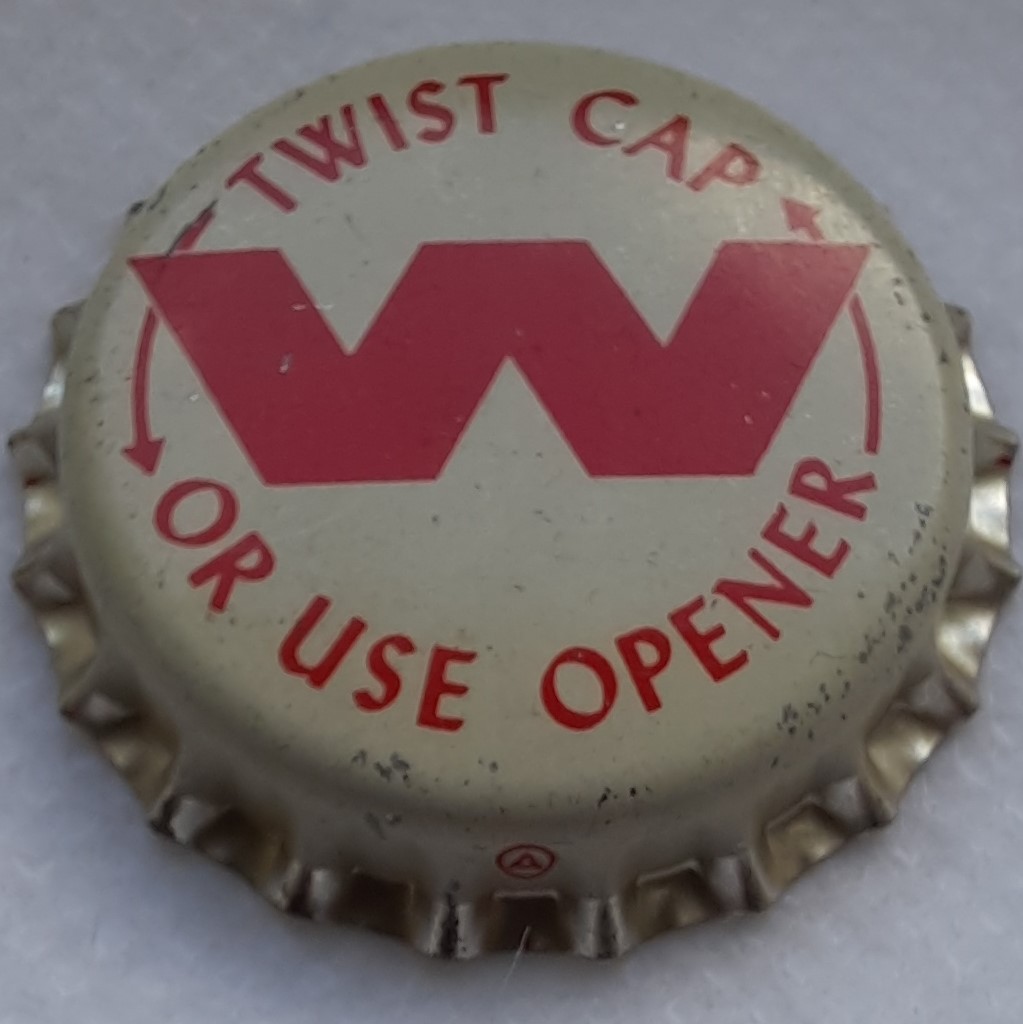 TWIST CAP
W
OR USE OPENER
A